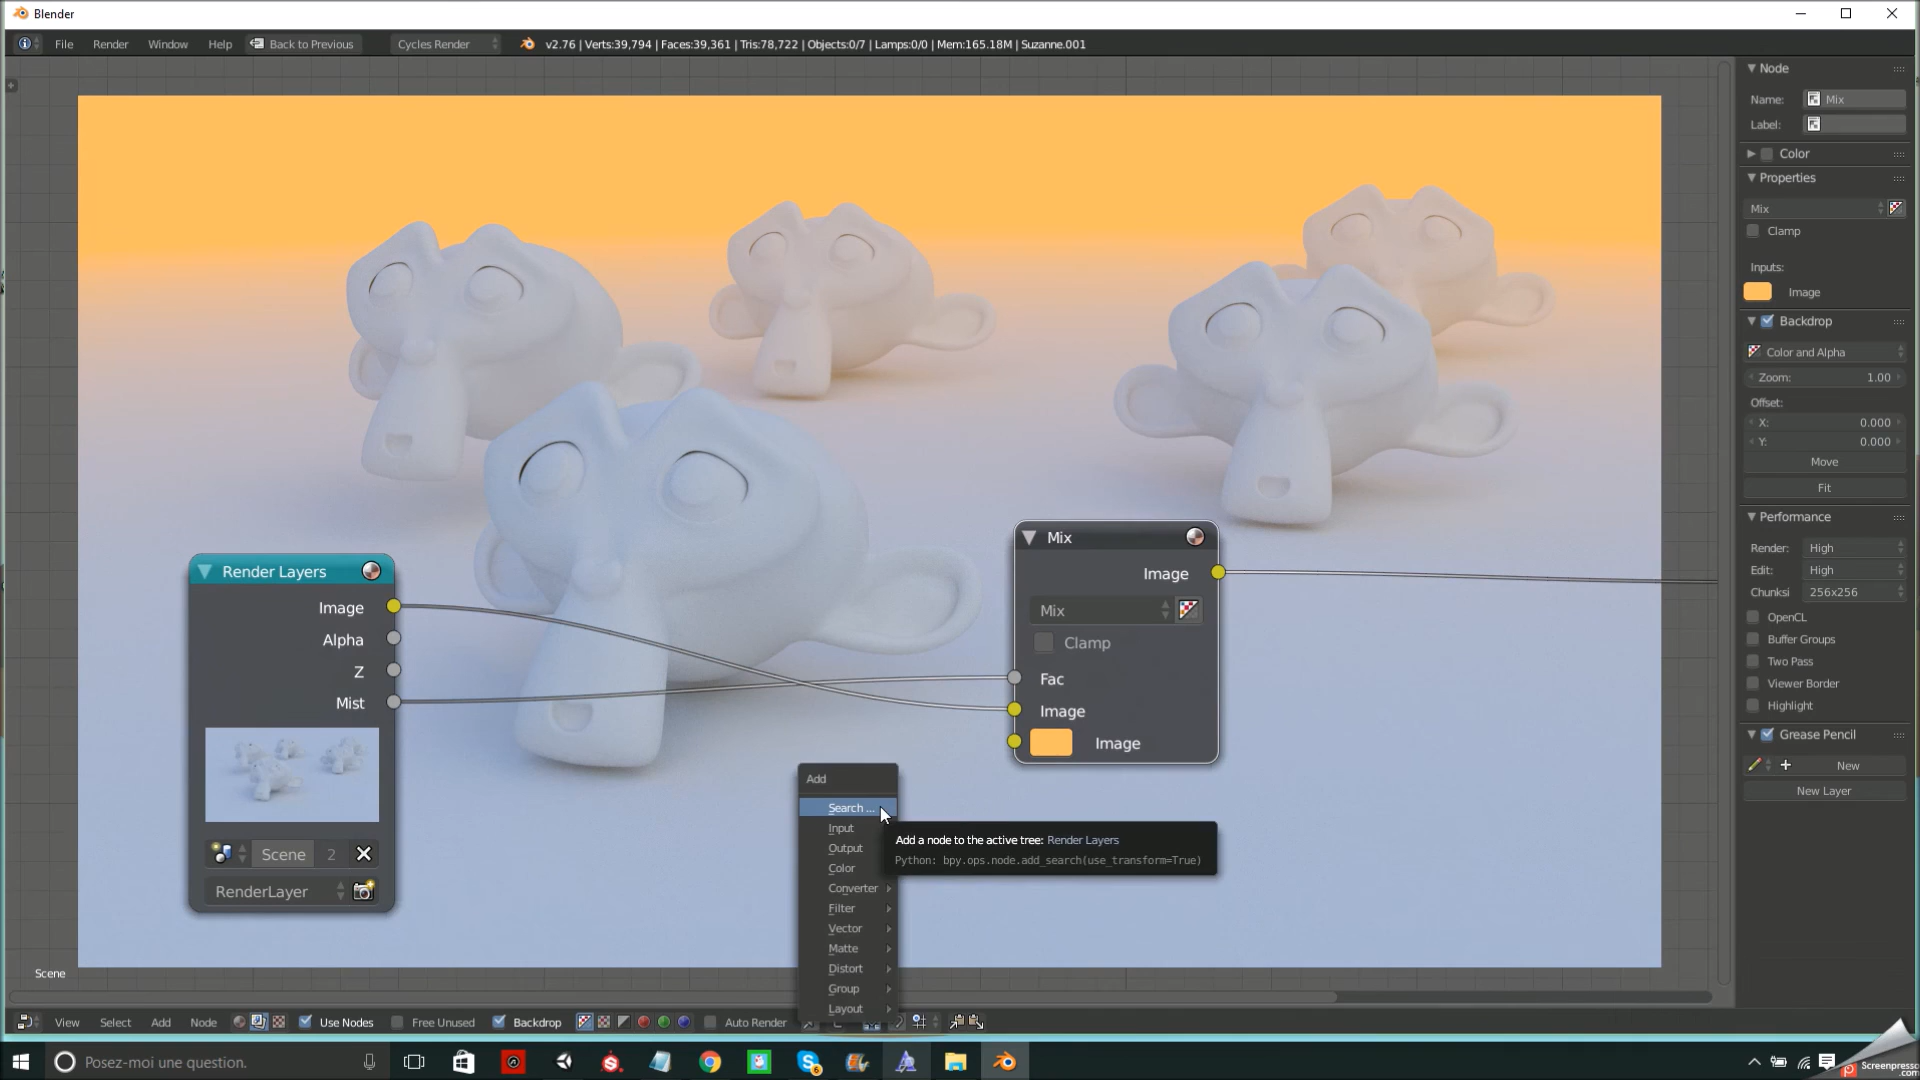 Blender
File Render Window Help Back to Previous Cycles Render v2.76 | Verts:39,794 | Faces:39,361 | Tris:78,722 | Objects:0/7 | Lamps:0/0 | Mem:165.18M | Suzanne.001
Node
Name: Mix
Label:
Color
Properties
Mix
Clamp
Inputs:
Image
Backdrop
Color and Alpha
Zoom: 1.00
Offset:
X: 0.000
Y: 0.000
Move
Fit
Performance
Render: High
Edit: High
Chunksi 256x256
OpenCL
Buffer Groups
Two Pass
Viewer Border
Highlight
Grease Pencil
New
New Layer
Render Layers
Image
Alpha
Z
Mist
Scene 2
RenderLayer
Mix
Image
Mix
Clamp
Fac
Image
Image
Add
Search ...
Input
Output
Color
Converter
Filter
Vector
Matte
Distort
Group
Layout
Add a node to the active tree: Render Layers
Python: bpy.ops.node.add_search(use_transform=True)
Scene
View Select Add Node Use Nodes Free Unused Backdrop Auto Render
Posez-moi une question.
6
Screenpresso
.com